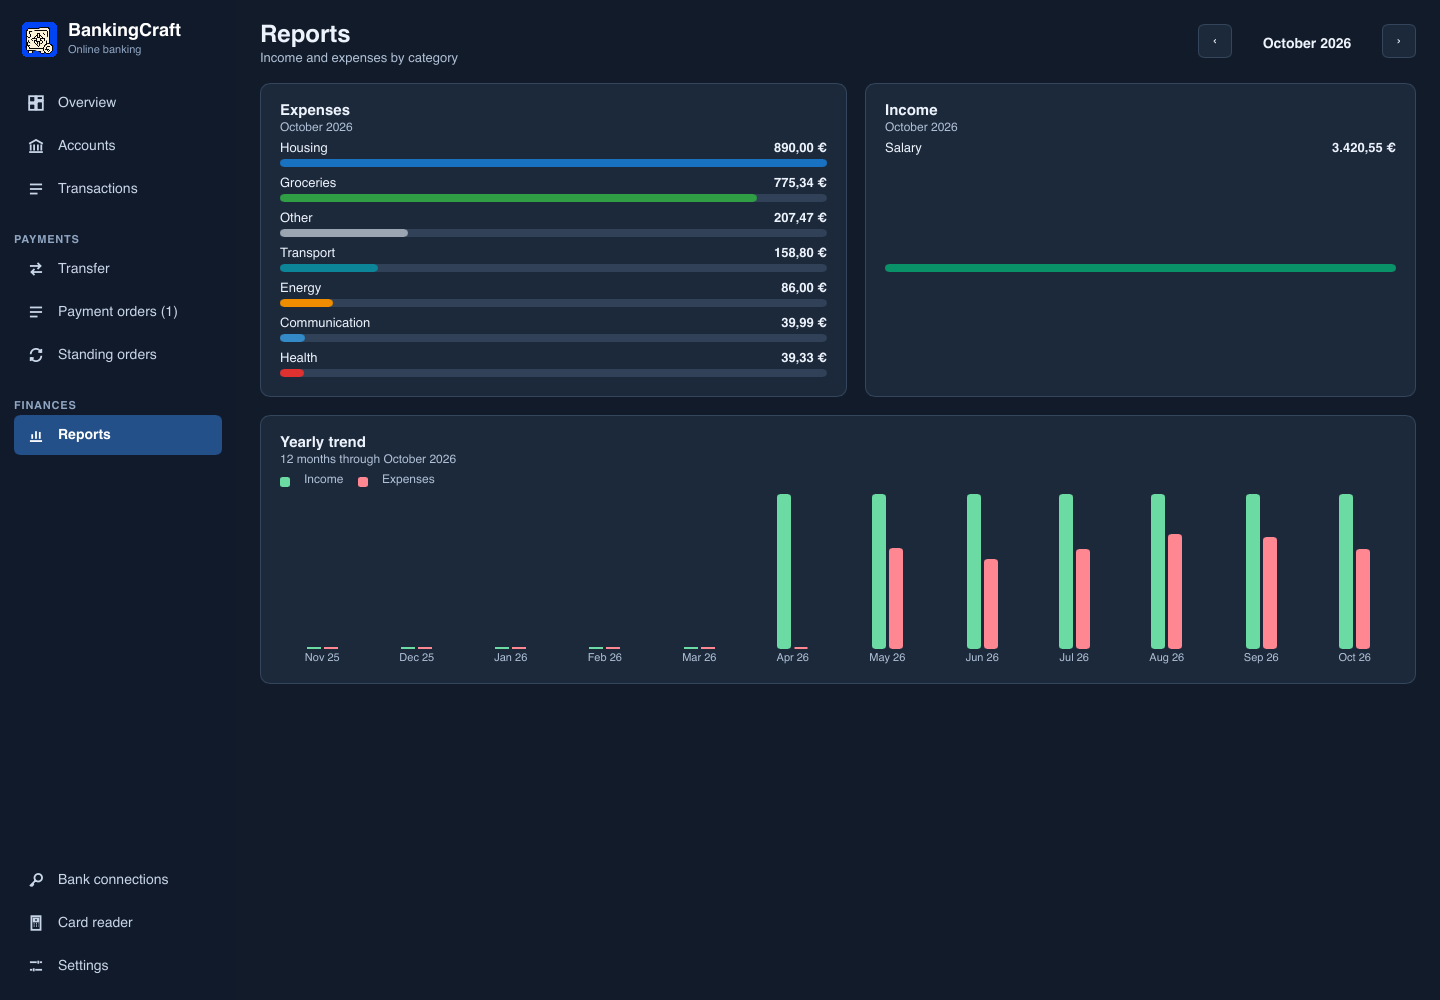 BankingCraft
Online banking
Overview
Accounts
Transactions
PAYMENTS
Transfer
Payment orders (1)
Standing orders
FINANCES
Reports
Bank connections
Card reader
Settings
Reports
Income and expenses by category
‹ October 2026 ›
Expenses
October 2026
Housing 890,00 €
Groceries 775,34 €
Other 207,47 €
Transport 158,80 €
Energy 86,00 €
Communication 39,99 €
Health 39,33 €
Income
October 2026
Salary 3.420,55 €
Yearly trend
12 months through October 2026
Income Expenses
Nov 25 Dec 25 Jan 26 Feb 26 Mar 26 Apr 26 May 26 Jun 26 Jul 26 Aug 26 Sep 26 Oct 26